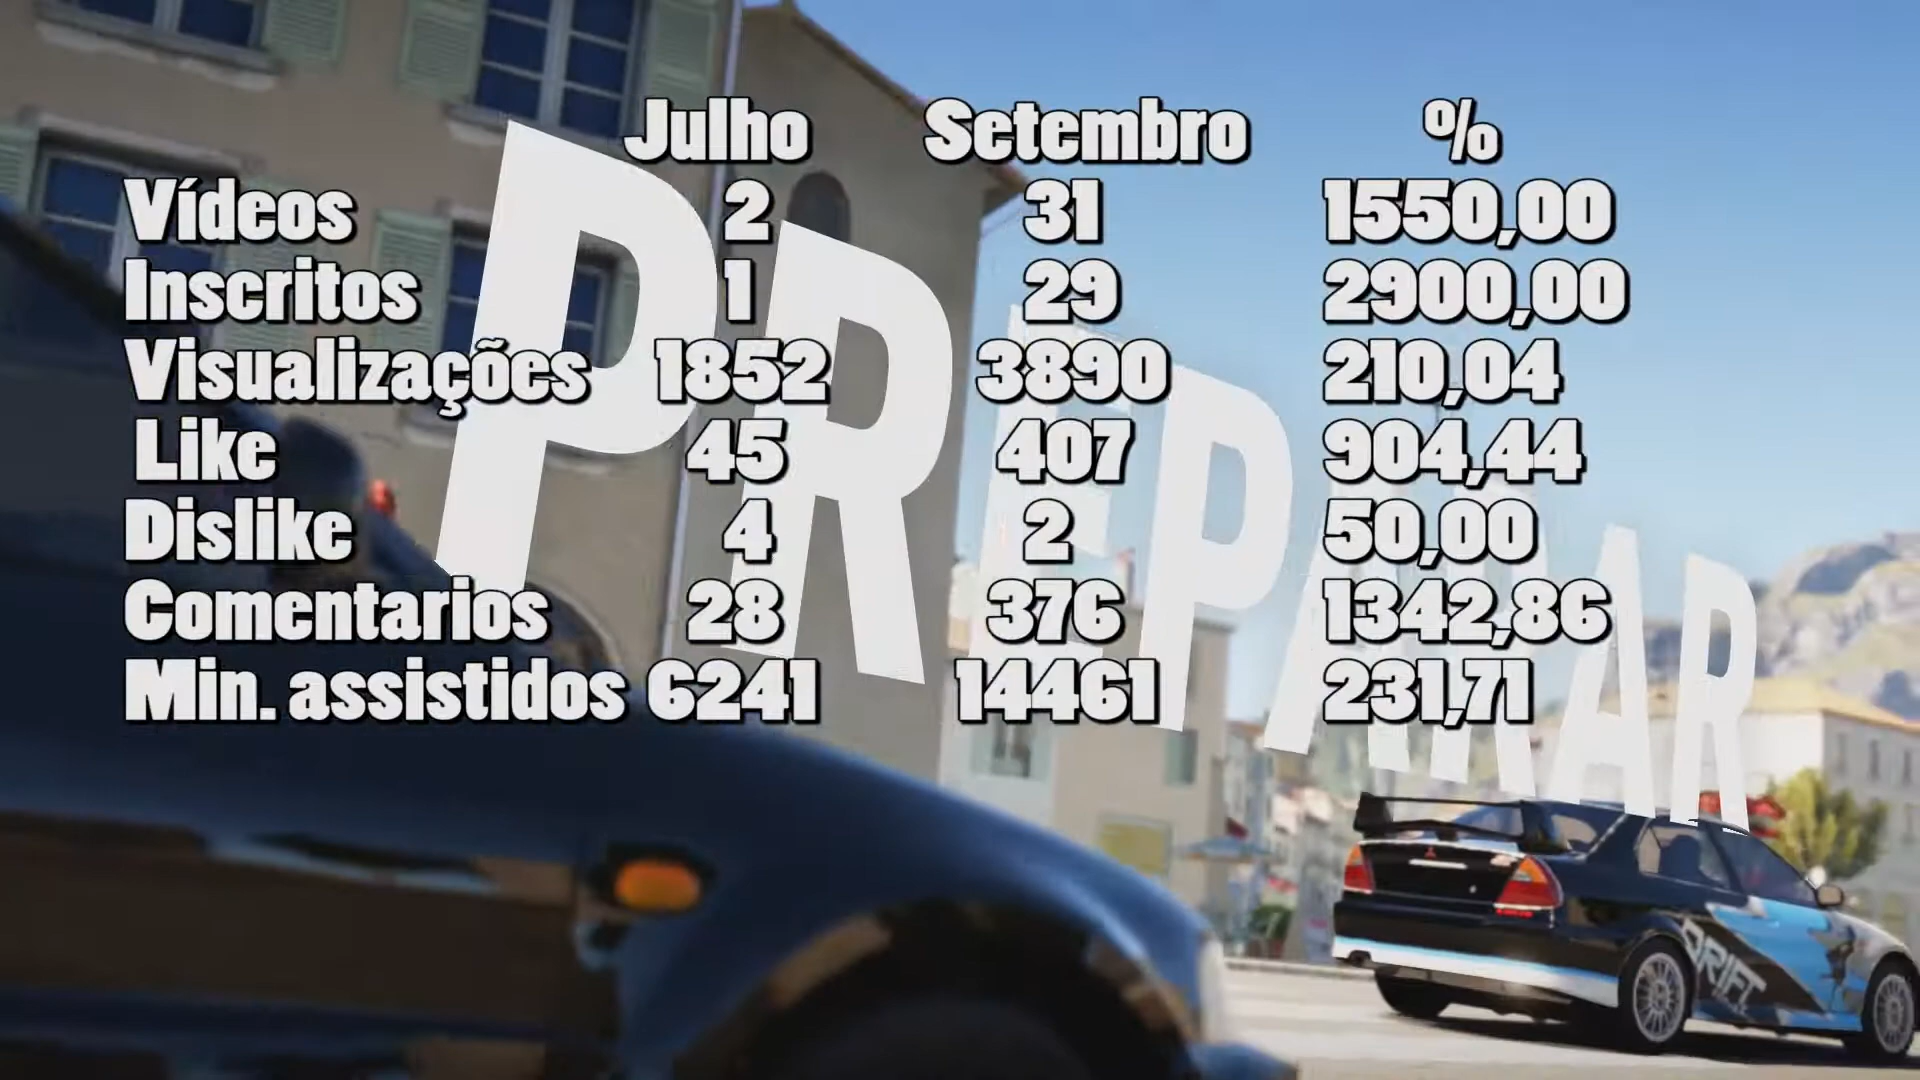 Julho Setembro %
Vídeos 2 31 1550,00
Inscritos 1 29 2900,00
Visualizações 1852 3890 210,04
Like 45 407 904,44
Dislike 4 2 50,00
Comentarios 28 376 1342,86
Min. assistidos 6241 14461 231,71
PREPARAR
DRIFT